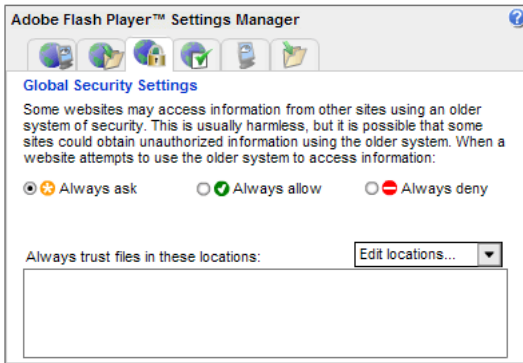 Adobe Flash Player™ Settings Manager
?
Global Security Settings
Some websites may access information from other sites using an older
system of security. This is usually harmless, but it is possible that some
sites could obtain unauthorized information using the older system. When a
website attempts to use the older system to access information:
Always ask Always allow Always deny
Always trust files in these locations: Edit locations...